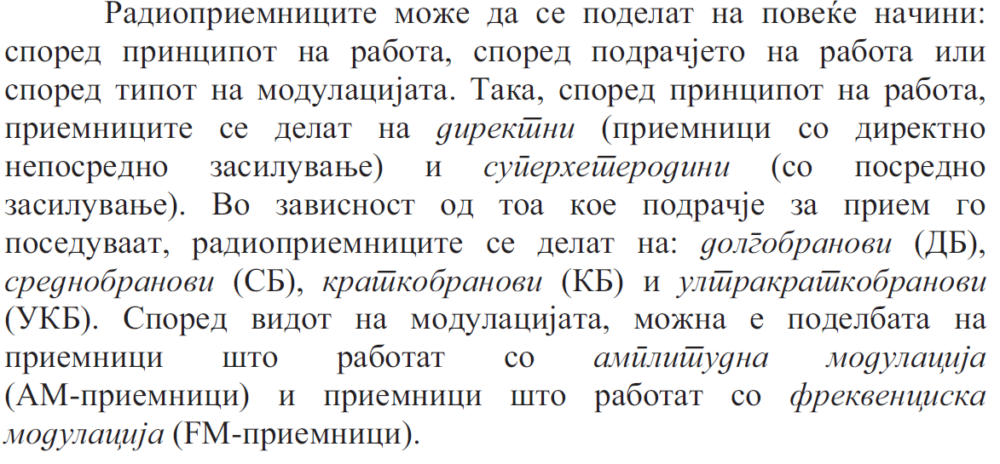 Радиоприемниците може да се поделат на повеќе начини:
според принципот на работа, според подрачјето на работа или
според типот на модулацијата. Така, според принципот на работа,
приемниците се делат на директни (приемници со директно
непосредно засилување) и суперхетеродини (со посредно
засилување). Во зависност од тоа кое подрачје за прием го
поседуваат, радиоприемниците се делат на: долгобранови (ДБ),
среднобранови (СБ), краткобранови (КБ) и ултракраткобранови
(УКБ). Според видот на модулацијата, можна е поделбата на
приемници што работат со амплитудна модулација
(АМ-приемници) и приемници што работат со фреквенциска
модулација (FM-приемници).